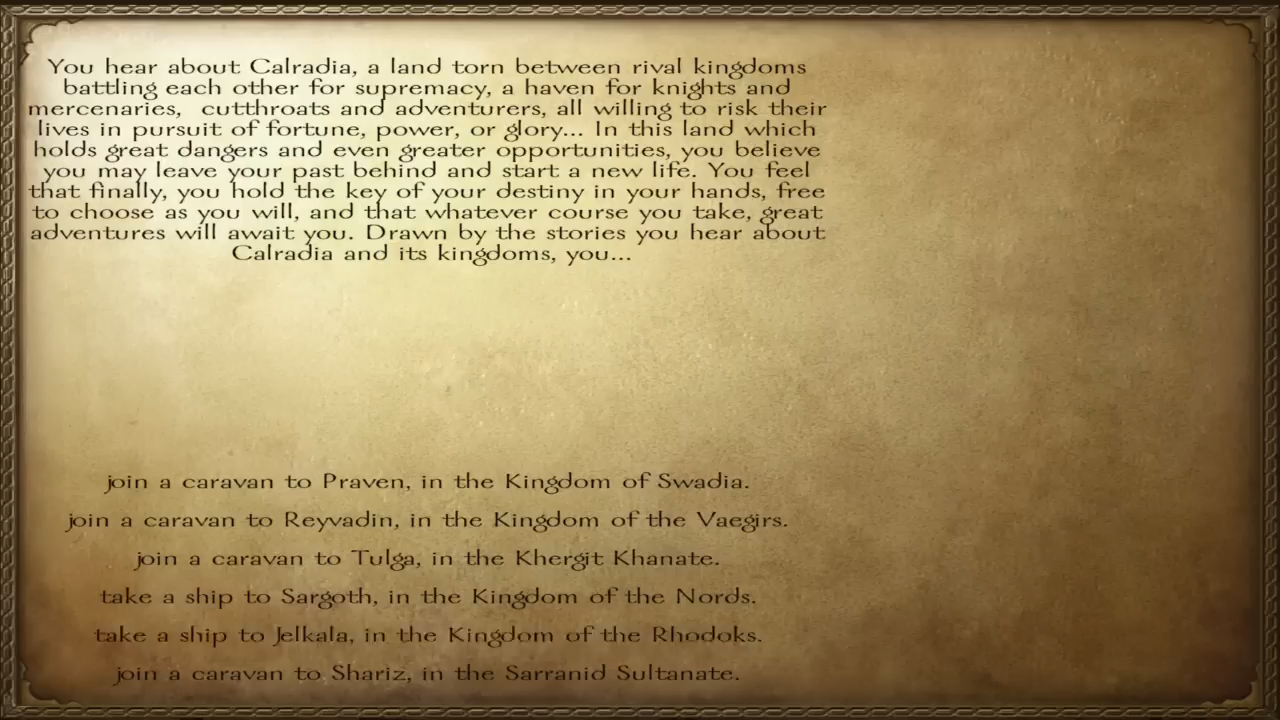 You hear about Calradia, a land torn between rival kingdoms
battling each other for supremacy, a haven for knights and
mercenaries,  cutthroats and adventurers, all willing to risk their
lives in pursuit of fortune, power, or glory... In this land which
holds great dangers and even greater opportunities, you believe
you may leave your past behind and start a new life. You feel
that finally, you hold the key of your destiny in your hands, free
to choose as you will, and that whatever course you take, great
adventures will await you. Drawn by the stories you hear about
Calradia and its kingdoms, you...
join a caravan to Praven, in the Kingdom of Swadia.
join a caravan to Reyvadin, in the Kingdom of the Vaegirs.
join a caravan to Tulga, in the Khergit Khanate.
take a ship to Sargoth, in the Kingdom of the Nords.
take a ship to Jelkala, in the Kingdom of the Rhodoks.
join a caravan to Shariz, in the Sarranid Sultanate.